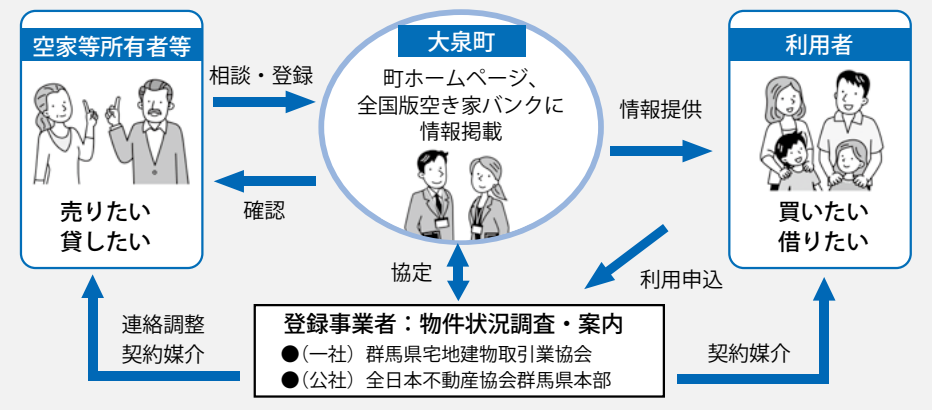 空家等所有者等
売りたい
貸したい
相談・登録
確認
大泉町
町ホームページ、
全国版空き家バンクに
情報掲載
情報提供
利用者
買いたい
借りたい
協定
利用申込
連絡調整
契約媒介
登録事業者：物件状況調査・案内
●（一社）群馬県宅地建物取引業協会
●（公社）全日本不動産協会群馬県本部
契約媒介